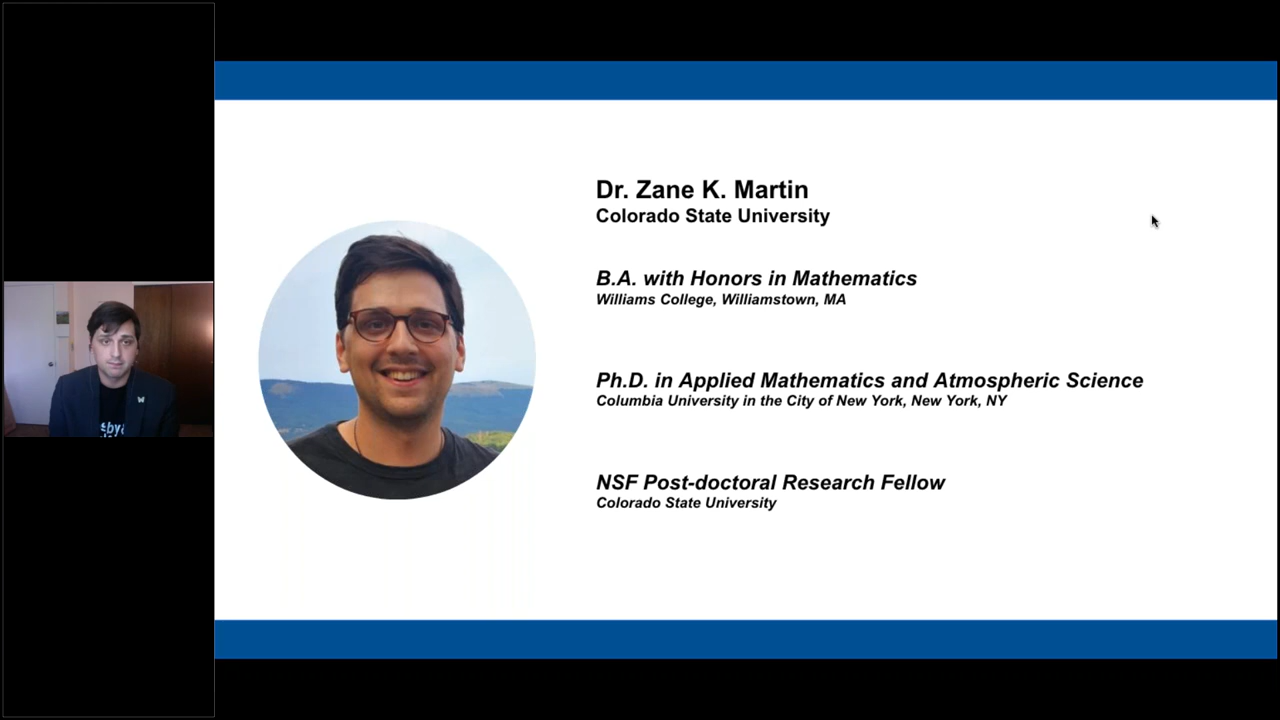 Dr. Zane K. Martin
Colorado State University
B.A. with Honors in Mathematics
Williams College, Williamstown, MA
Ph.D. in Applied Mathematics and Atmospheric Science
Columbia University in the City of New York, New York, NY
NSF Post-doctoral Research Fellow
Colorado State University